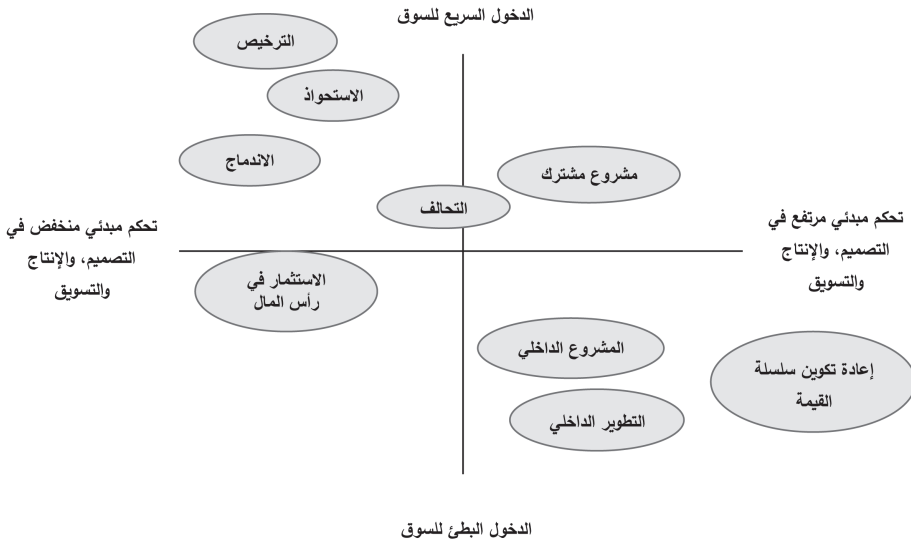 الدخول السريع للسوق
الترخيص
الاستحواذ
الاندماج
مشروع مشترك
التحالف
تحكم مبدئي مرتفع في
التصميم، والإنتاج
والتسويق
تحكم مبدئي منخفض في
التصميم، والإنتاج
والتسويق
الاستثمار في
رأس المال
المشروع الداخلي
إعادة تكوين سلسلة
القيمة
التطوير الداخلي
الدخول البطئ للسوق